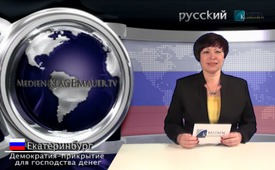 русский
MEDIEN-KLAGEMAUER.TV
Екатеринбург
Демократия-прикрытие
для господства денег